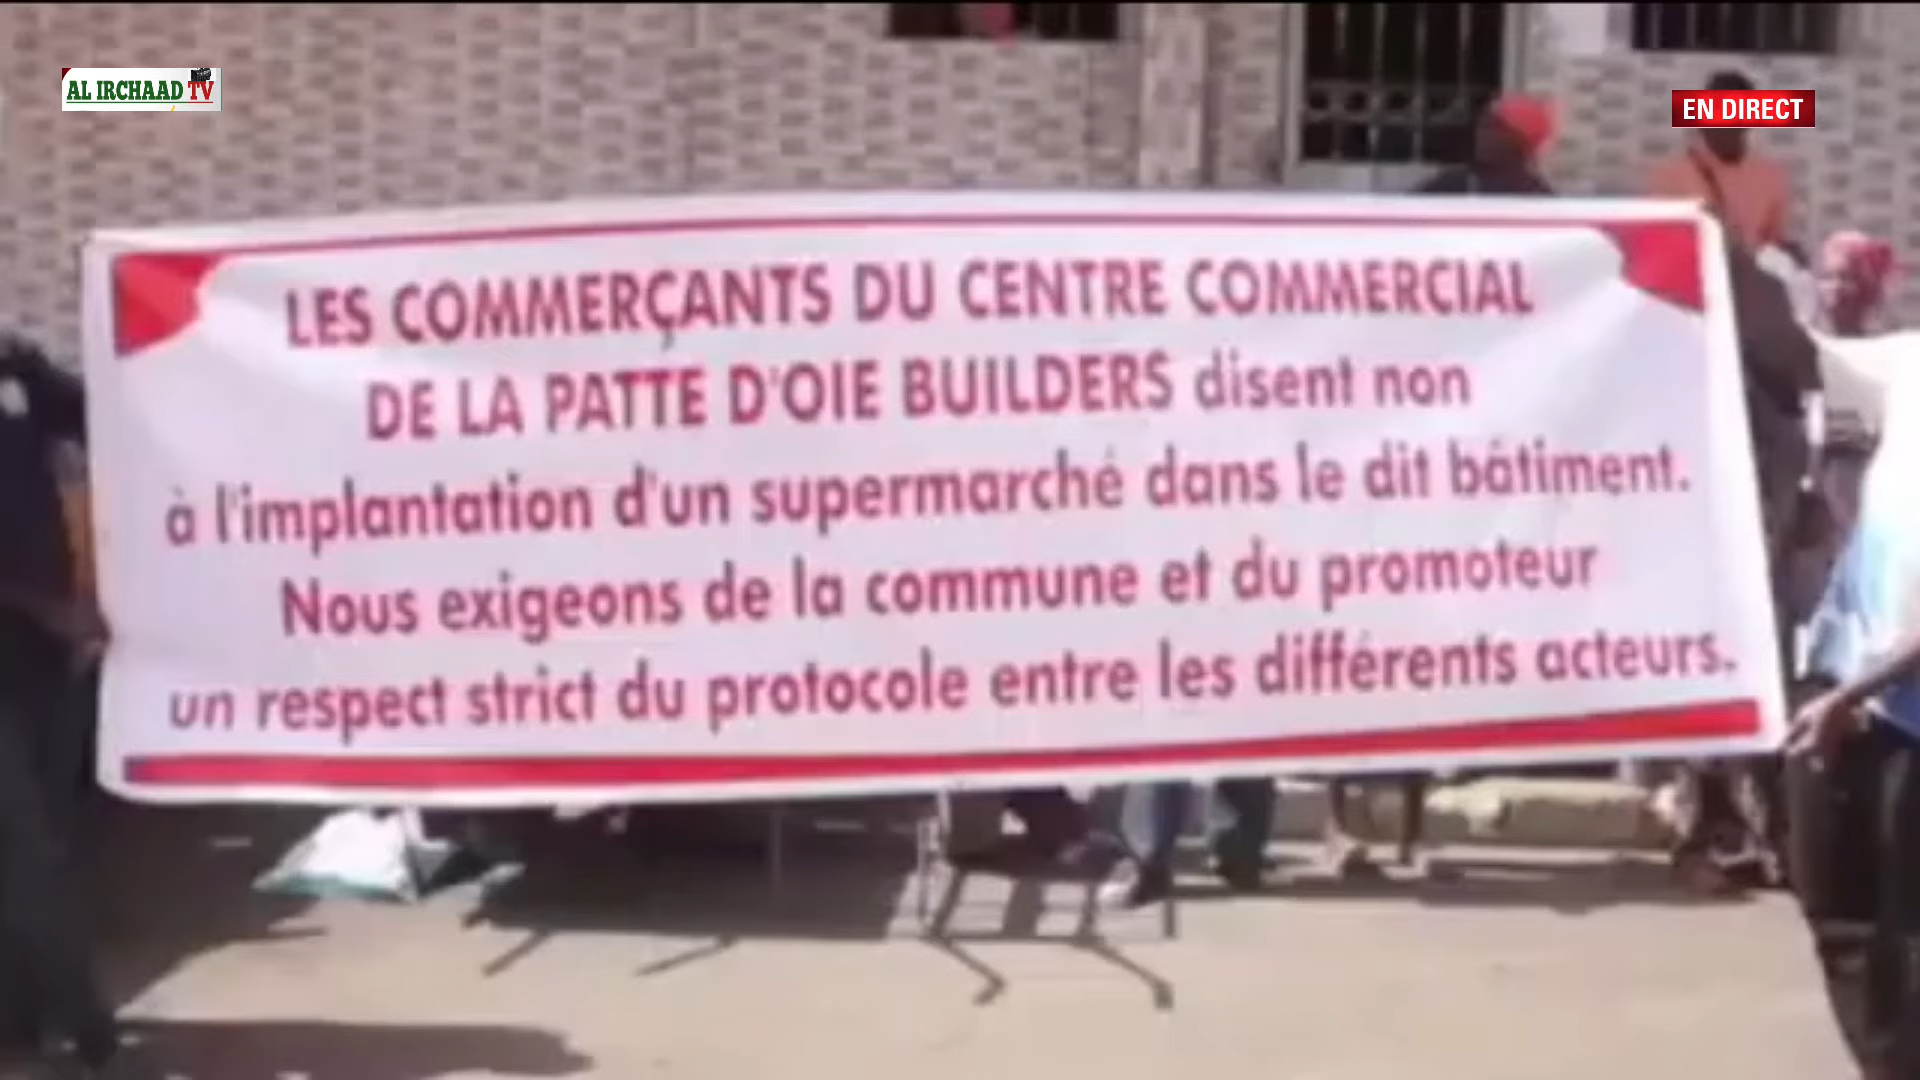 AL IRCHAAD TV
EN DIRECT
LES COMMERÇANTS DU CENTRE COMMERCIAL
DE LA PATTE D'OIE BUILDERS disent non
à l'implantation d'un supermarché dans le dit bâtiment.
Nous exigeons de la commune et du promoteur
un respect strict du protocole entre les différents acteurs.